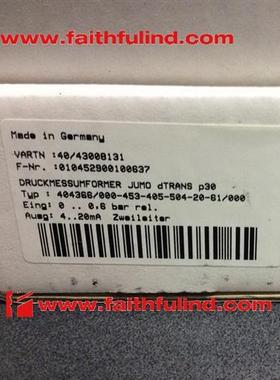 www.faithfulind.com
Made in Germany
VARTN :40/43008131
F-Nr. :010452900100637
DRUCKMESSUMFORMER JUMO dTRANS p30
Typ : 404366/000-453-405-504-20-61/000
Eing: 0 .. 0.6 bar rel.
Ausg: 4..20mA Zweileiter
www.faithfulind.com